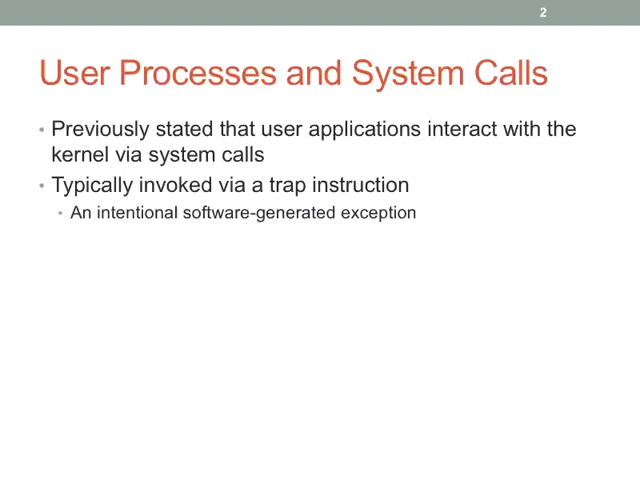 2
User Processes and System Calls
• Previously stated that user applications interact with the
kernel via system calls
• Typically invoked via a trap instruction
• An intentional software-generated exception